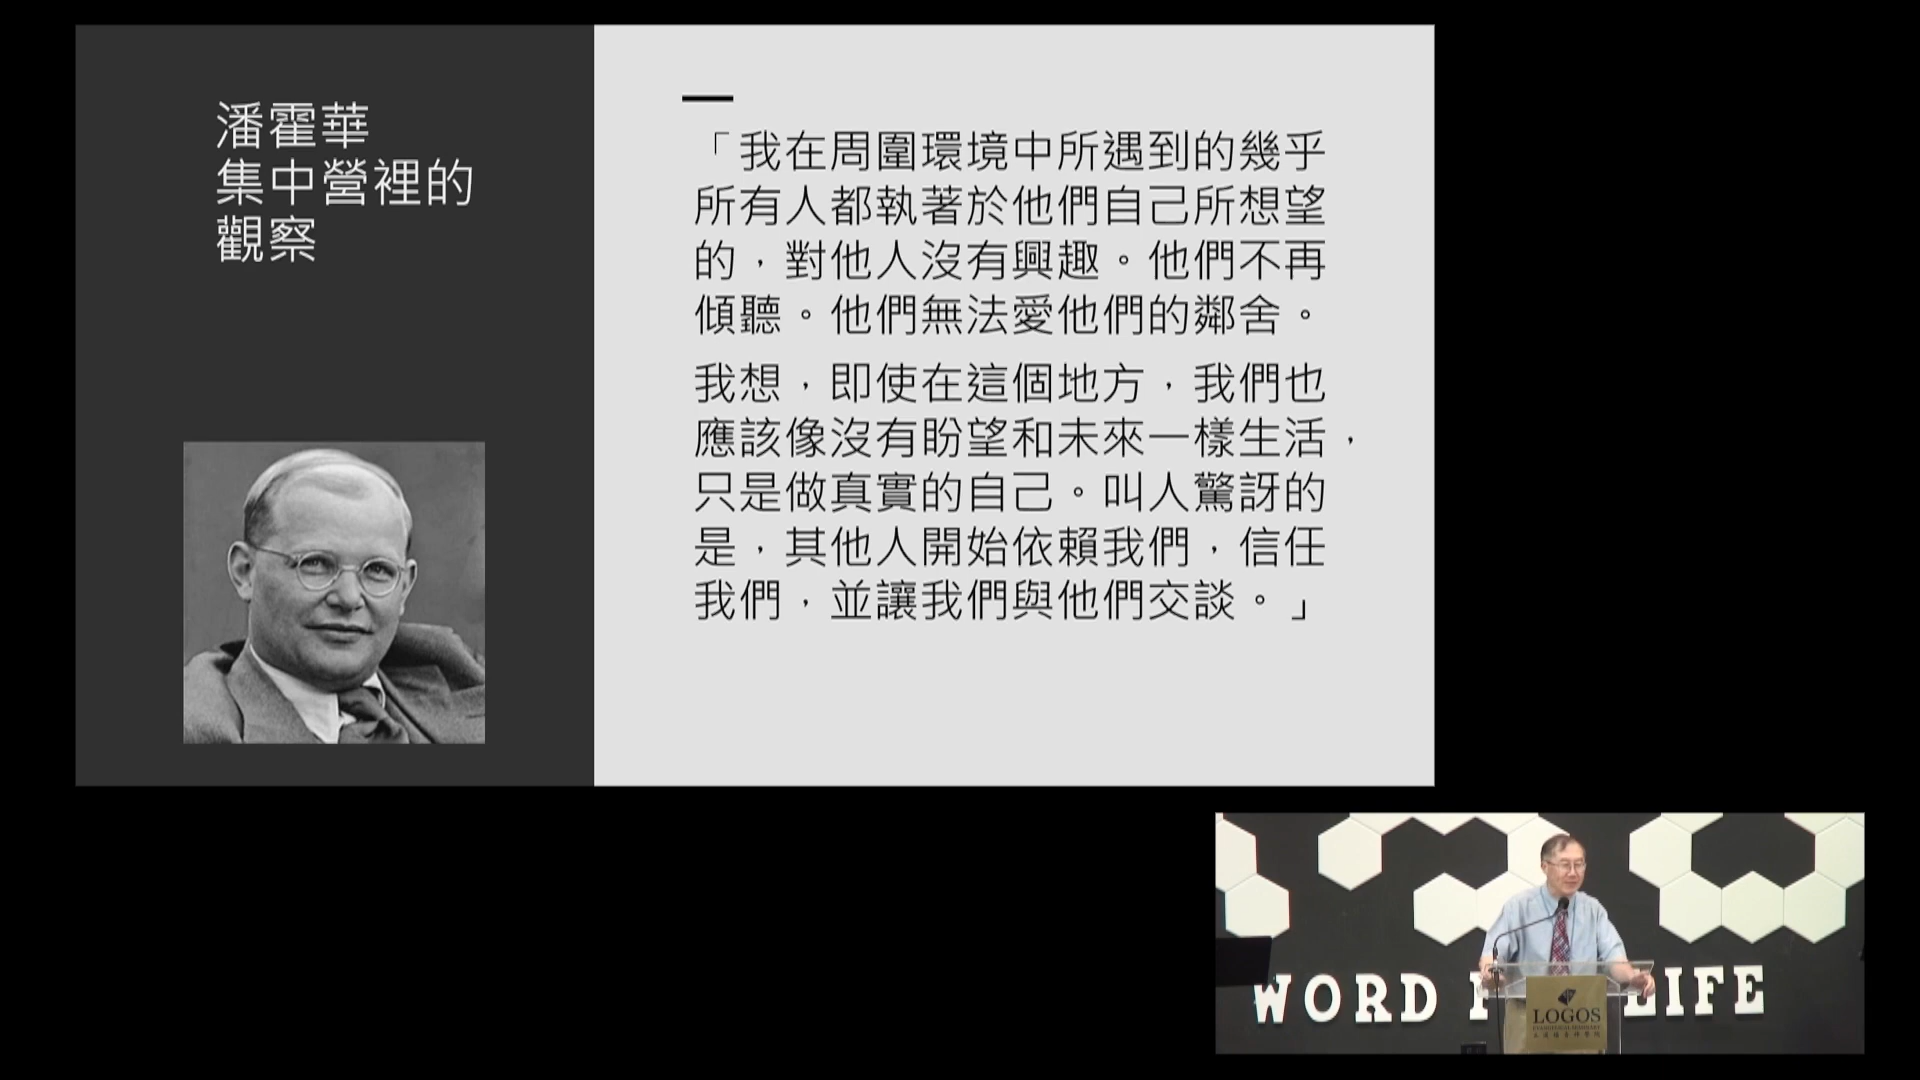 潘霍華
集中營裡的
觀察
「我在周圍環境中所遇到的幾乎
所有人都執著於他們自己所想望
的，對他人沒有興趣。他們不再
傾聽。他們無法愛他們的鄰舍。
我想，即使在這個地方，我們也
應該像沒有盼望和未來一樣生活，
只是做真實的自己。叫人驚訝的
是，其他人開始依賴我們，信任
我們，並讓我們與他們交談。」
WORD F LIFE
LOGOS
EVANGELICAL SEMINARY